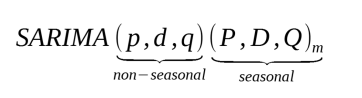 SARIMA (p,d,q) (P,D,Q)m
non−seasonal seasonal